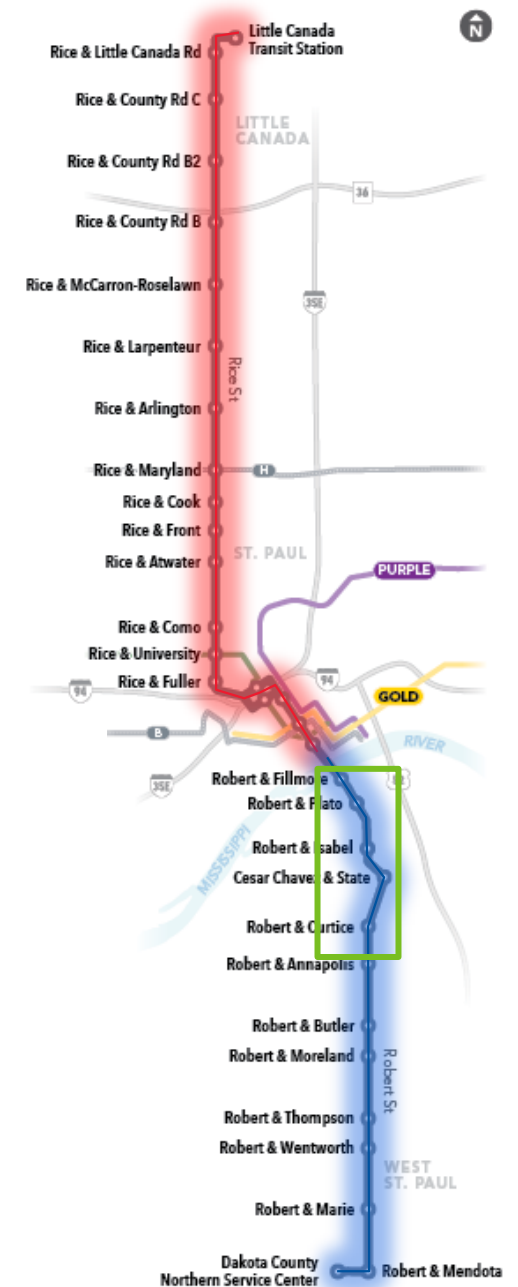 N
Little Canada
Transit Station
Rice & Little Canada Rd
Rice & County Rd C
LITTLE
CANADA
Rice & County Rd B2
36
Rice & County Rd B
Rice & McCarron-Roselawn
35E
Rice & Larpenteur
Rice St
Rice & Arlington
Rice & Maryland
H
Rice & Cook
Rice & Front
ST. PAUL
Rice & Atwater
PURPLE
Rice & Como
Rice & University
Rice & Fuller
94
94
GOLD
B
RIVER
Robert & Fillmore
35E
Robert & Plato
Robert & Isabel
MISSISSIPPI
Cesar Chavez & State
Robert & Curtice
Robert & Annapolis
Robert & Butler
Robert & Moreland
Robert St
Robert & Thompson
Robert & Wentworth
WEST
ST. PAUL
Robert & Marie
Dakota County
Northern Service Center
Robert & Mendota